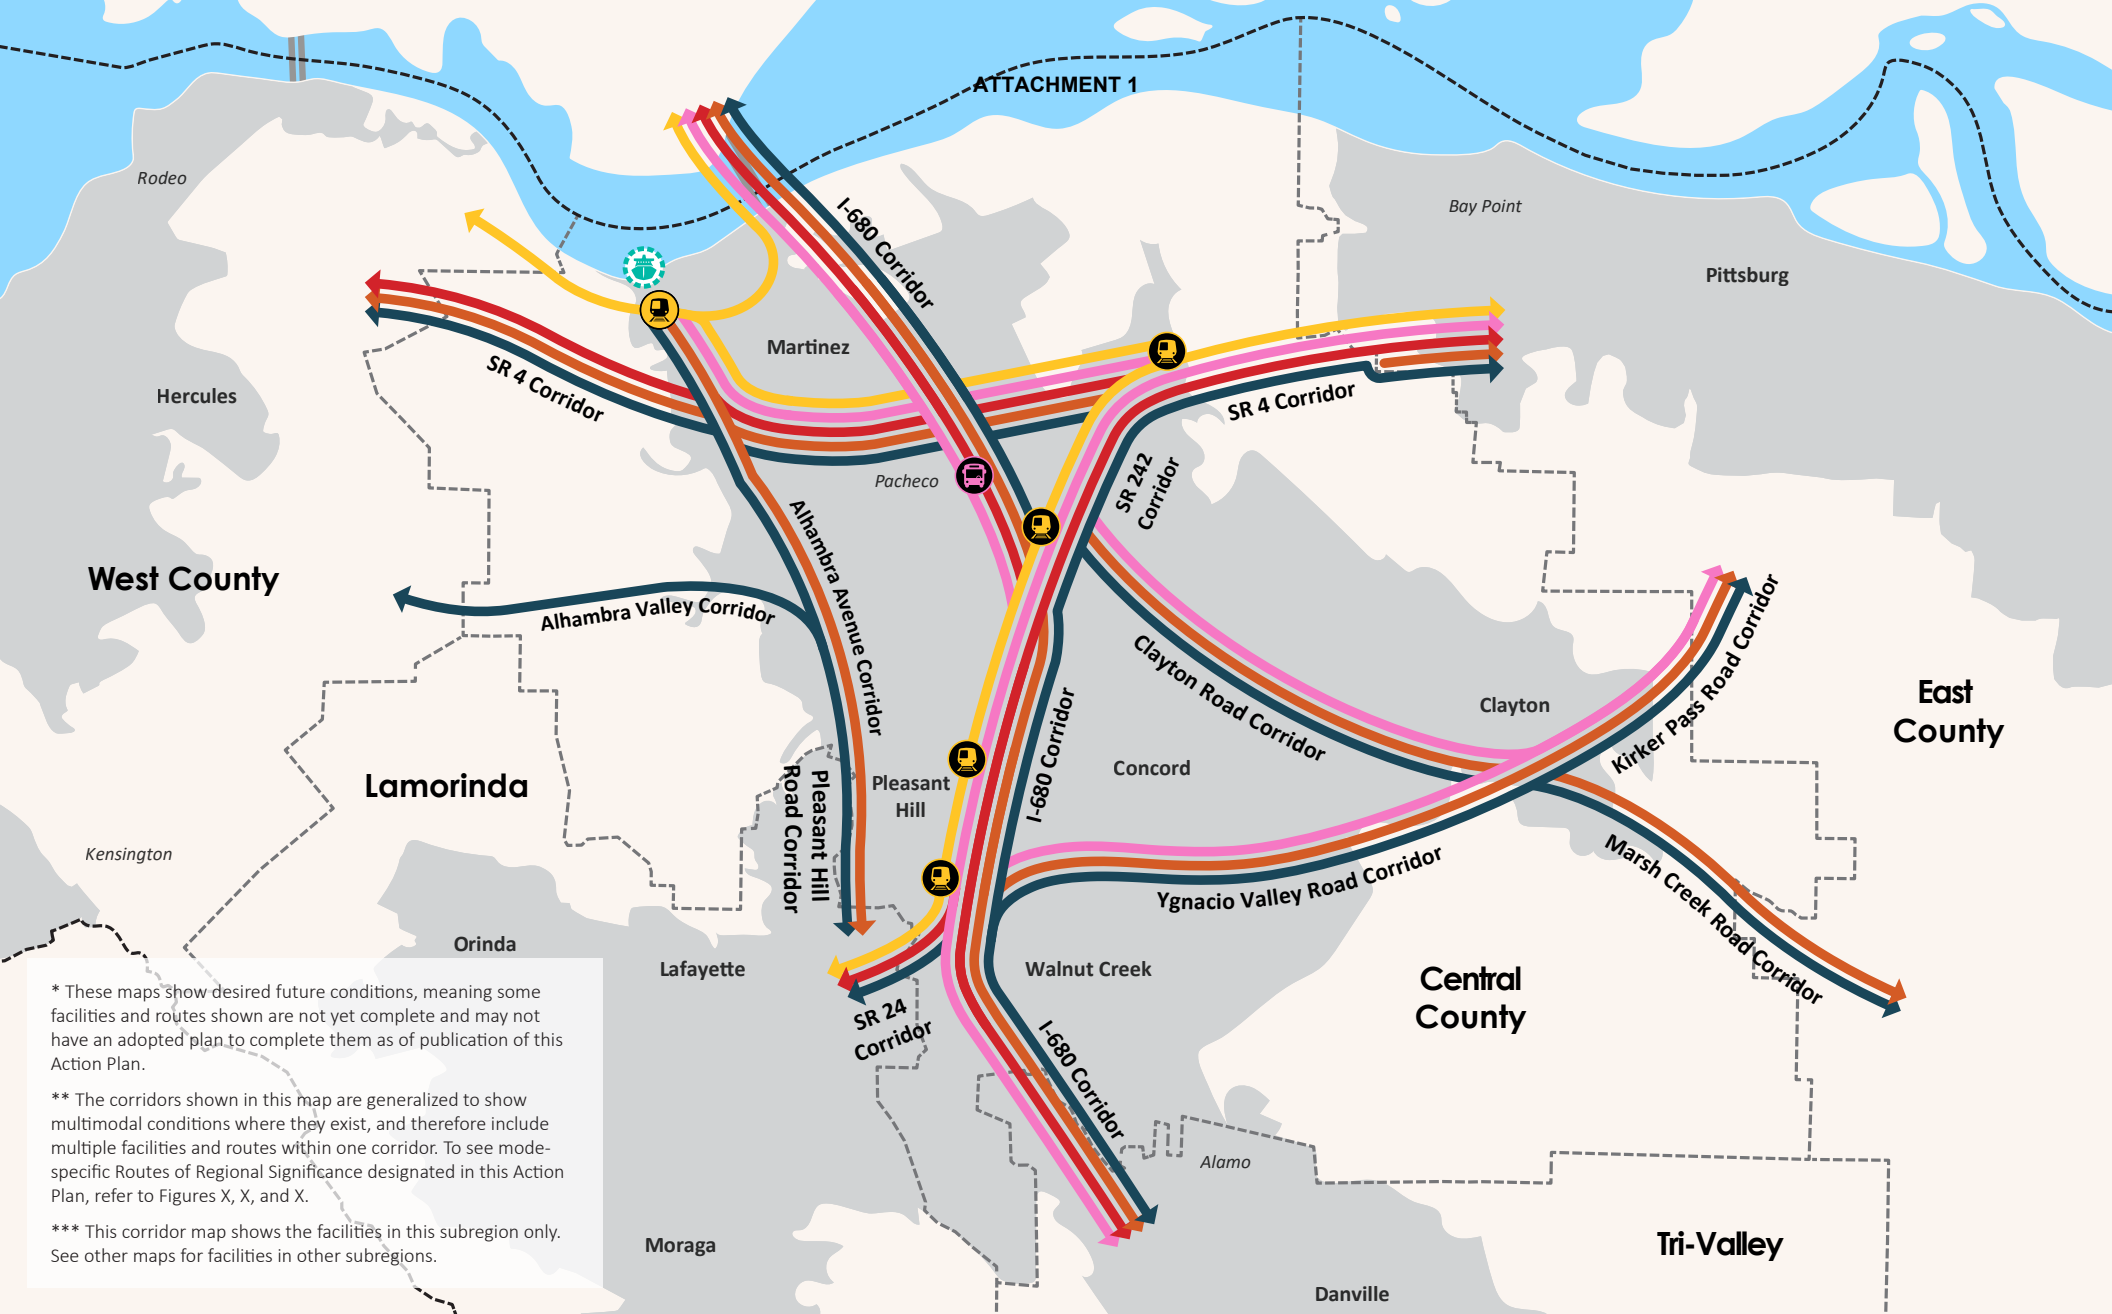 ATTACHMENT 1
Rodeo
Bay Point
I-680 Corridor
Pittsburg
Martinez
SR 4 Corridor
Hercules
SR 4 Corridor
Pacheco
SR 242
Corridor
Alhambra Avenue Corridor
West County
Alhambra Valley Corridor
Clayton Road Corridor
Kirker Pass Road Corridor
Clayton
East
County
I-680 Corridor
Concord
Lamorinda
Pleasant
Hill
Pleasant Hill
Road Corridor
Kensington
Ygnacio Valley Road Corridor
Marsh Creek Road Corridor
Orinda
Lafayette
Walnut Creek
Central
County
SR 24
Corridor
I-680 Corridor
* These maps show desired future conditions, meaning some
facilities and routes shown are not yet complete and may not
have an adopted plan to complete them as of publication of this
Action Plan.
** The corridors shown in this map are generalized to show
multimodal conditions where they exist, and therefore include
multiple facilities and routes within one corridor. To see mode-
specific Routes of Regional Significance designated in this Action
Plan, refer to Figures X, X, and X.
*** This corridor map shows the facilities in this subregion only.
See other maps for facilities in other subregions.
Alamo
Moraga
Tri-Valley
Danville